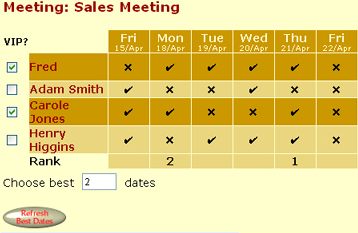 Meeting: Sales Meeting
VIP? Fri Mon Tue Wed Thu Fri
15/Apr 18/Apr 19/Apr 20/Apr 21/Apr 22/Apr
Fred ✕ ✓ ✓ ✓ ✓ ✕
Adam Smith ✓ ✕ ✕ ✓ ✕ ✕
Carole
Jones ✓ ✓ ✕ ✕ ✓ ✕
Henry
Higgins ✓ ✕ ✓ ✓ ✓ ✕
Rank 2 1
Choose best 2 dates
Refresh
Best Dates